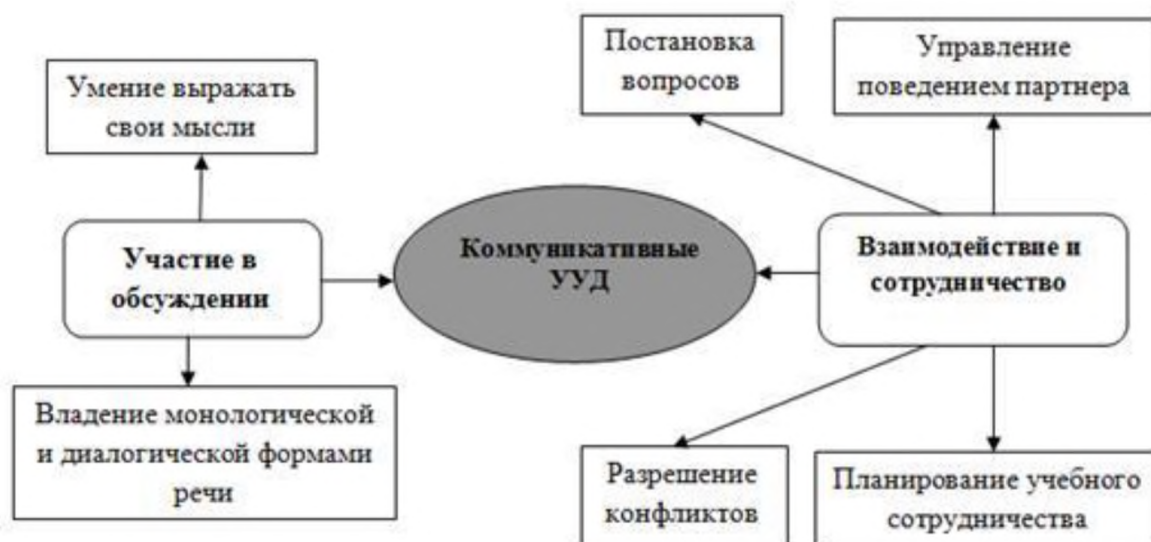 Умение выражать
свои мысли
Постановка
вопросов
Управление
поведением партнера
Участие в
обсуждении
Коммуникативные
УУД
Взаимодействие и
сотрудничество
Владение монологической
и диалогической формами
речи
Разрешение
конфликтов
Планирование учебного
сотрудничества